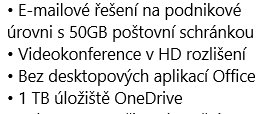 • E-mailové řešení na podnikové
úrovni s 50GB poštovní schránkou
• Videokonference v HD rozlišení
• Bez desktopových aplikací Office
• 1 TB úložiště OneDrive